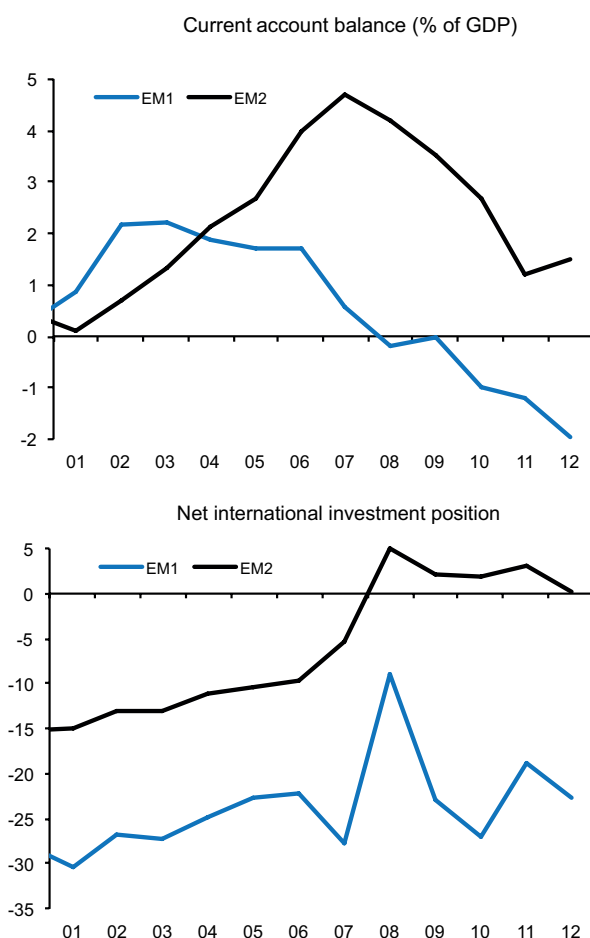 Current account balance (% of GDP)
5
EM1 EM2
4
3
2
1
0
-1
-2
01 02 03 04 05 06 07 08 09 10 11 12
Net international investment position
5
EM1 EM2
0
-5
-10
-15
-20
-25
-30
-35
01 02 03 04 05 06 07 08 09 10 11 12